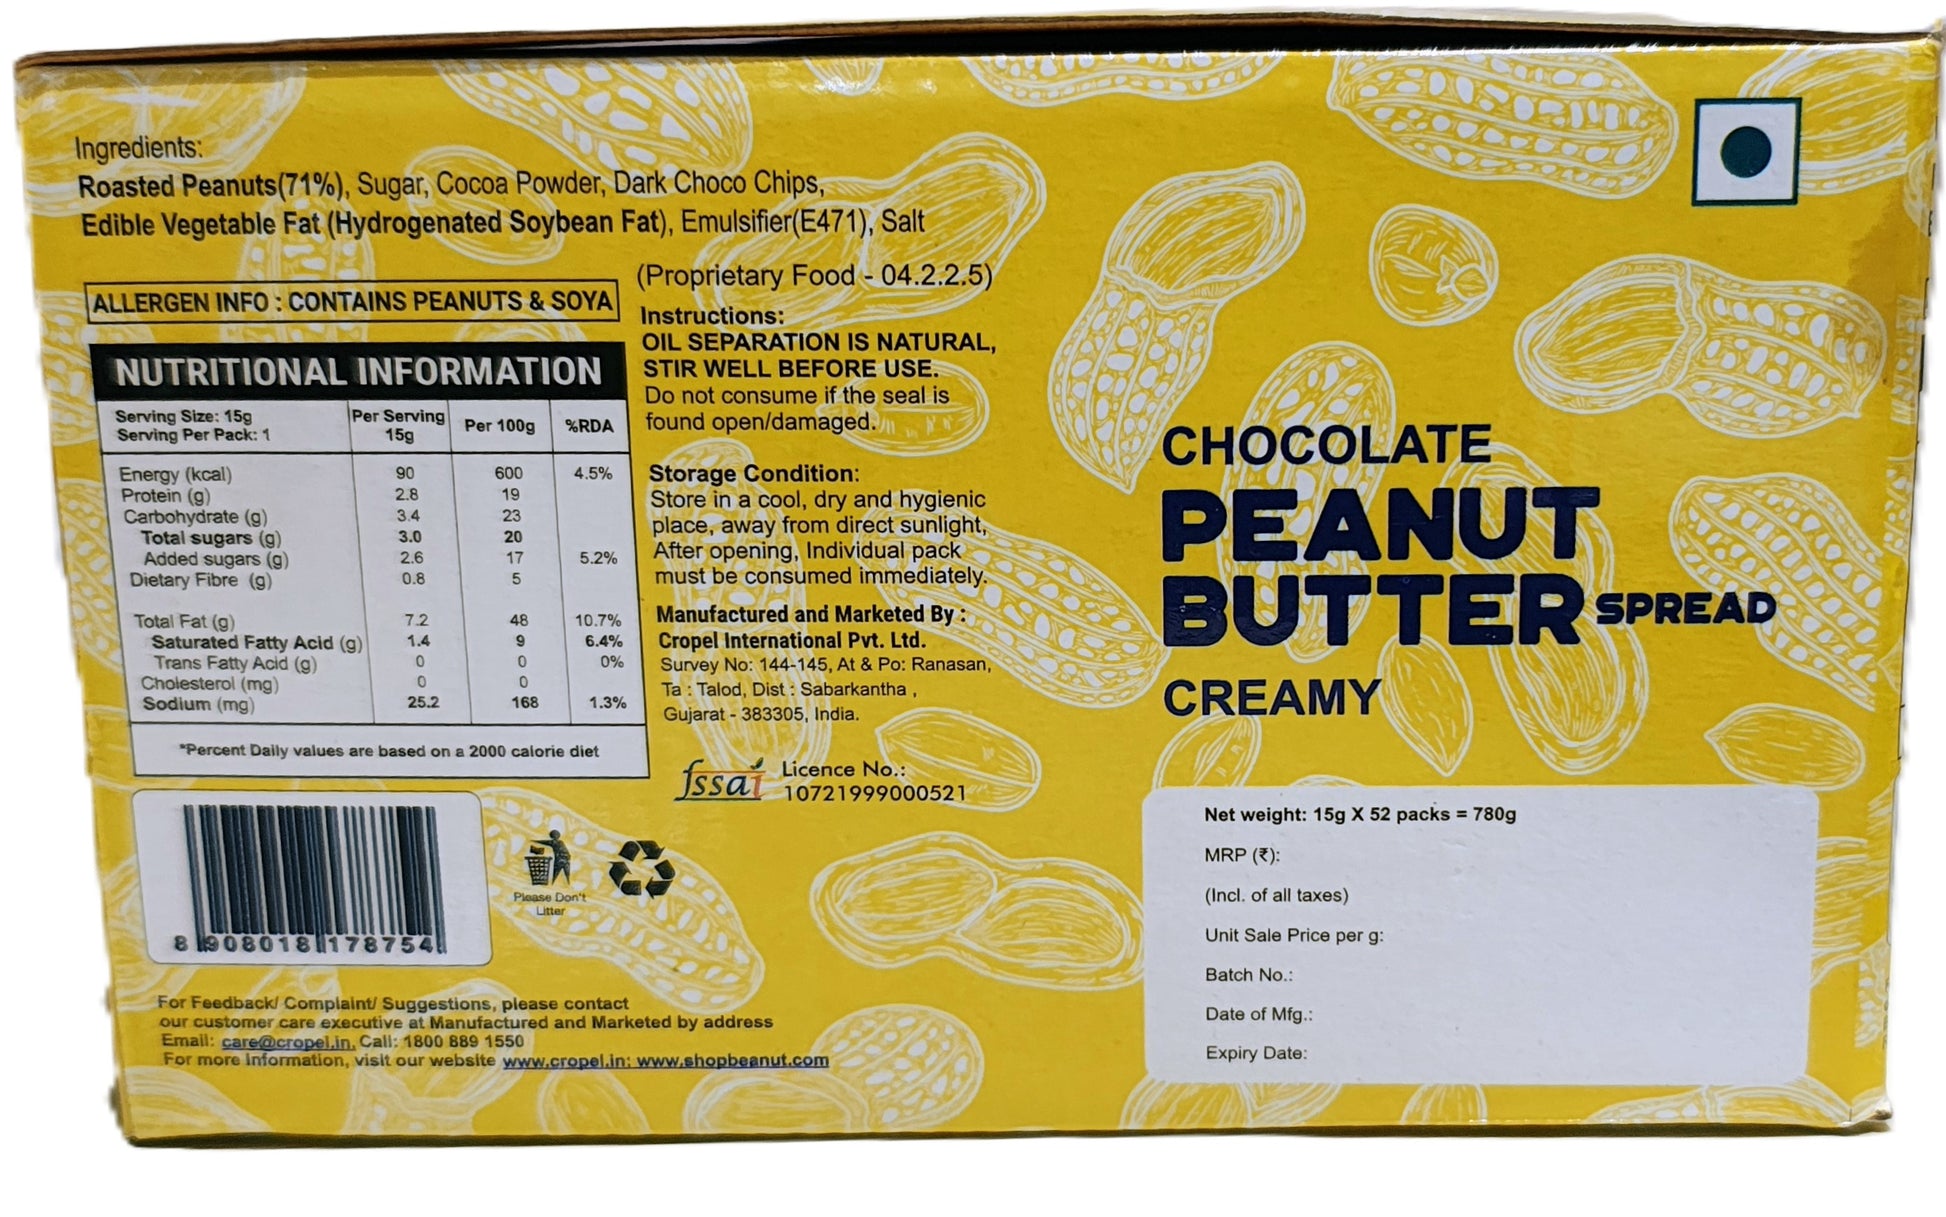 Ingredients:
Roasted Peanuts(71%), Sugar, Cocoa Powder, Dark Choco Chips,
Edible Vegetable Fat (Hydrogenated Soybean Fat), Emulsifier(E471), Salt
(Proprietary Food - 04.2.2.5)
ALLERGEN INFO : CONTAINS PEANUTS & SOYA
NUTRITIONAL INFORMATION
Serving Size: 15g
Serving Per Pack: 1
Per Serving 15g Per 100g %RDA
Energy (kcal) 90 600 4.5%
Protein (g) 2.8 19
Carbohydrate (g) 3.4 23
Total sugars (g) 3.0 20
Added sugars (g) 2.6 17 5.2%
Dietary Fibre (g) 0.8 5
Total Fat (g) 7.2 48 10.7%
Saturated Fatty Acid (g) 1.4 9 6.4%
Trans Fatty Acid (g) 0 0 0%
Cholesterol (mg) 0 0
Sodium (mg) 25.2 168 1.3%
*Percent Daily values are based on a 2000 calorie diet
Instructions:
OIL SEPARATION IS NATURAL,
STIR WELL BEFORE USE.
Do not consume if the seal is
found open/damaged.
Storage Condition:
Store in a cool, dry and hygienic
place, away from direct sunlight,
After opening, Individual pack
must be consumed immediately.
Manufactured and Marketed By :
Cropel International Pvt. Ltd.
Survey No: 144-145, At & Po: Ranasan,
Ta : Talod, Dist : Sabarkantha ,
Gujarat - 383305, India.
fssai
Licence No.:
10721999000521
8 908018 178754
Please Don't
Litter
For Feedback/ Complaint/ Suggestions, please contact
our customer care executive at Manufactured and Marketed by address
Email: care@cropel.in, Call: 1800 889 1550
For more information, visit our website www.cropel.in; www.shopbeanut.com
CHOCOLATE
PEANUT
BUTTER SPREAD
CREAMY
Net weight: 15g X 52 packs = 780g
MRP (₹):
(Incl. of all taxes)
Unit Sale Price per g:
Batch No.:
Date of Mfg.:
Expiry Date: